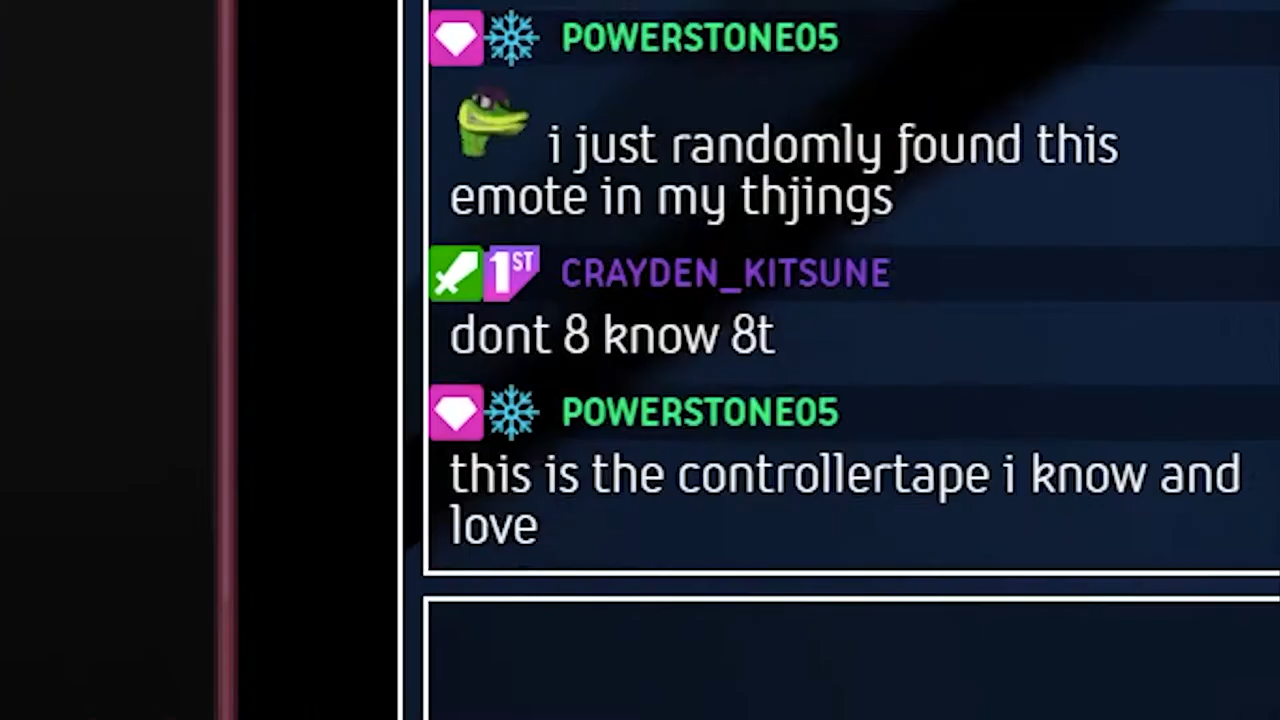 POWERSTONE05
i just randomly found this
emote in my thjings
1ST CRAYDEN_KITSUNE
dont 8 know 8t
POWERSTONE05
this is the controllertape i know and
love